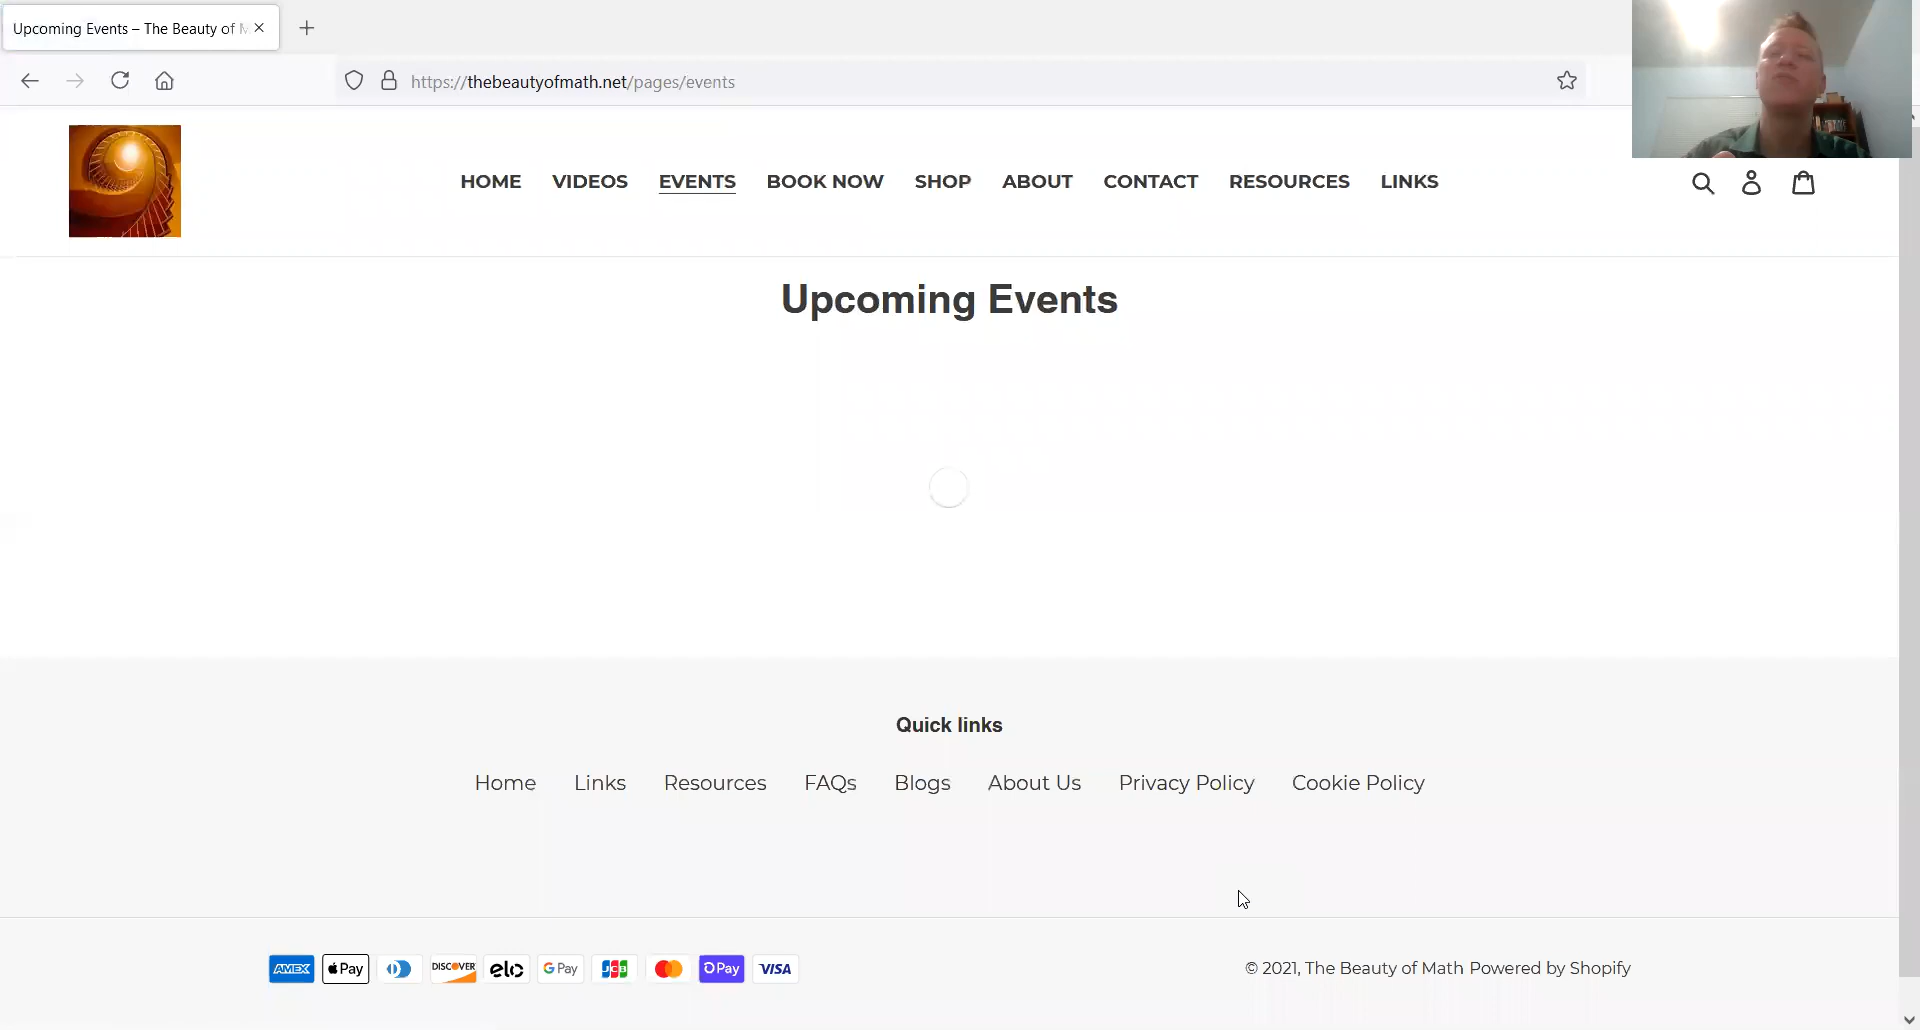 Upcoming Events – The Beauty of M
https://thebeautyofmath.net/pages/events
HOME VIDEOS EVENTS BOOK NOW SHOP ABOUT CONTACT RESOURCES LINKS
Upcoming Events
Quick links
Home Links Resources FAQs Blogs About Us Privacy Policy Cookie Policy
AMEX Pay DISCOVER elo G Pay JCB Pay VISA
© 2021, The Beauty of Math Powered by Shopify